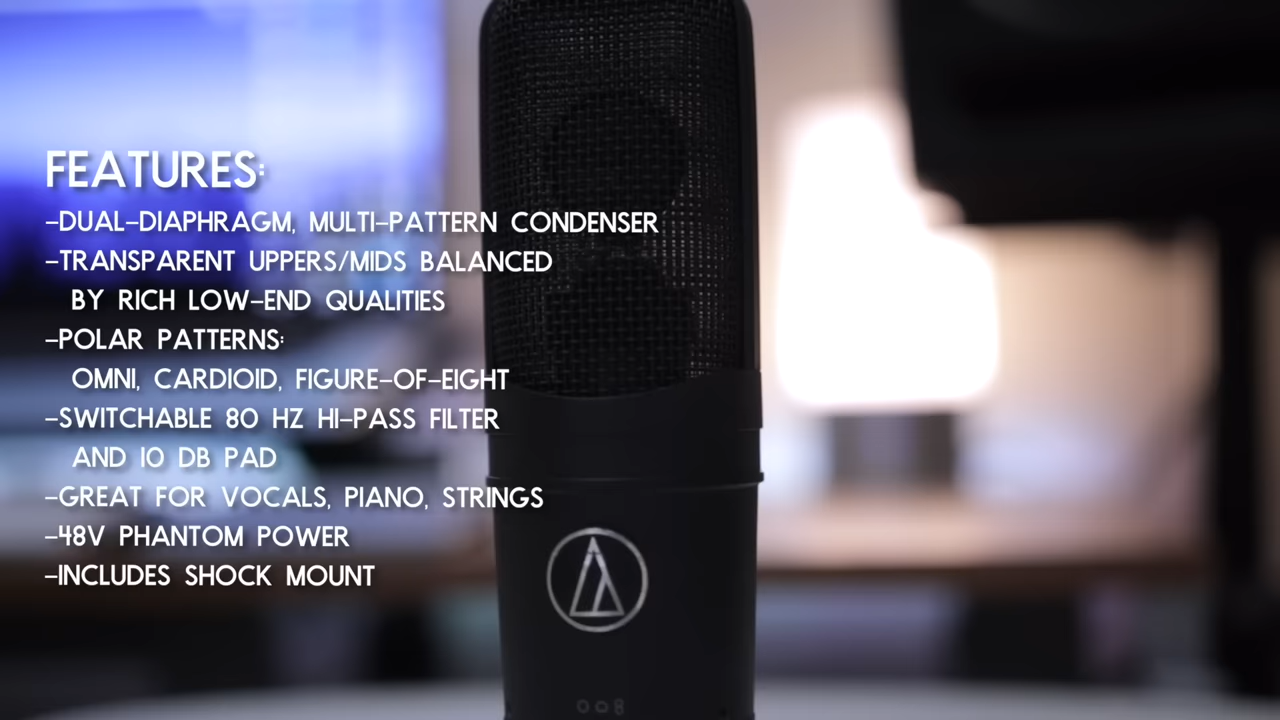 FEATURES:
-DUAL-DIAPHRAGM, MULTI-PATTERN CONDENSER
-TRANSPARENT UPPERS/MIDS BALANCED
BY RICH LOW-END QUALITIES
-POLAR PATTERNS:
OMNI, CARDIOID, FIGURE-OF-EIGHT
-SWITCHABLE 80 HZ HI-PASS FILTER
AND 10 DB PAD
-GREAT FOR VOCALS, PIANO, STRINGS
-48V PHANTOM POWER
-INCLUDES SHOCK MOUNT